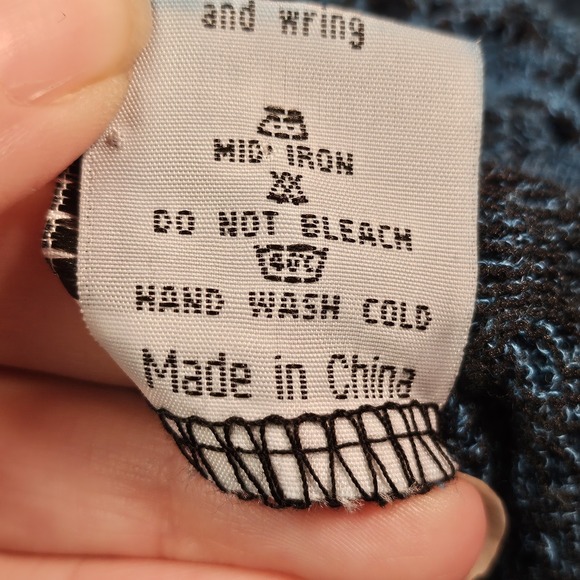 and wring
MID' IRON
DO NOT BLEACH
HAND WASH COLD
Made in China